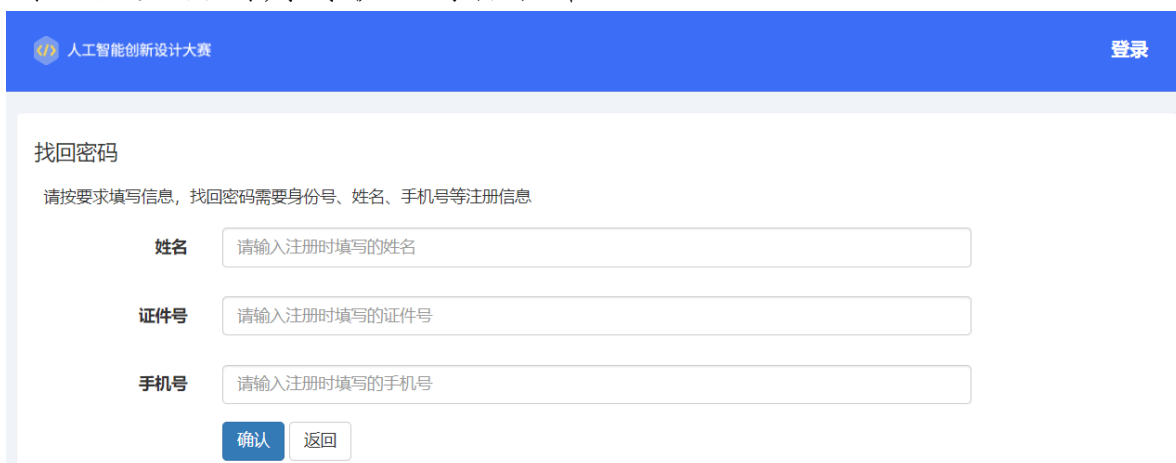 人工智能创新设计大赛
登录
找回密码
请按要求填写信息，找回密码需要身份号、姓名、手机号等注册信息
姓名 请输入注册时填写的姓名
证件号 请输入注册时填写的证件号
手机号 请输入注册时填写的手机号
确认 返回